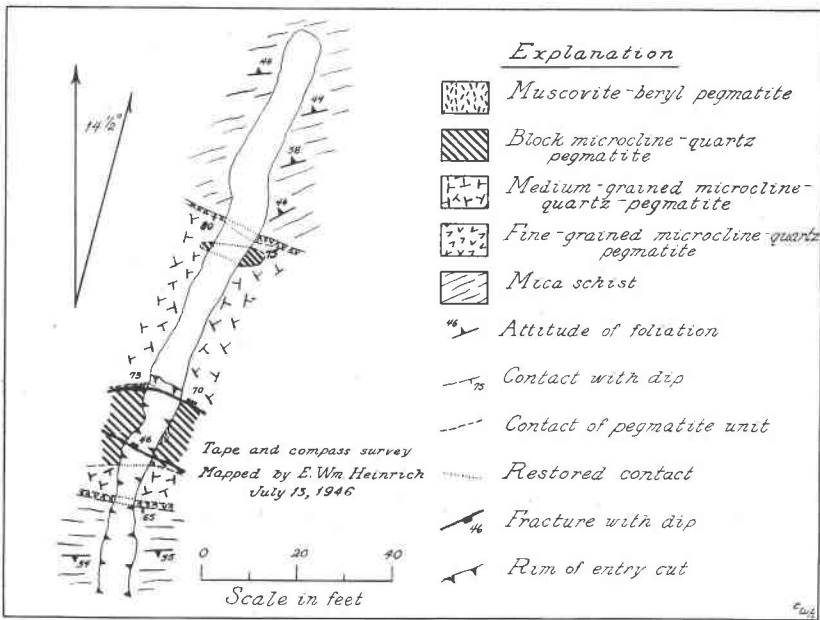 14½°
46
44
38
46
80
75
73
70
46
65
54
55
Tape and compass survey
Mapped by E. Wm. Heinrich
July 13, 1946
0 20 40
Scale in feet
Explanation
Muscovite-beryl pegmatite
Block microcline-quartz
pegmatite
Medium-grained microcline-
quartz-pegmatite
Fine-grained microcline-quartz
pegmatite
Mica schist
46
Attitude of foliation
75
Contact with dip
Contact of pegmatite unit
Restored contact
46
Fracture with dip
Rim of entry cut